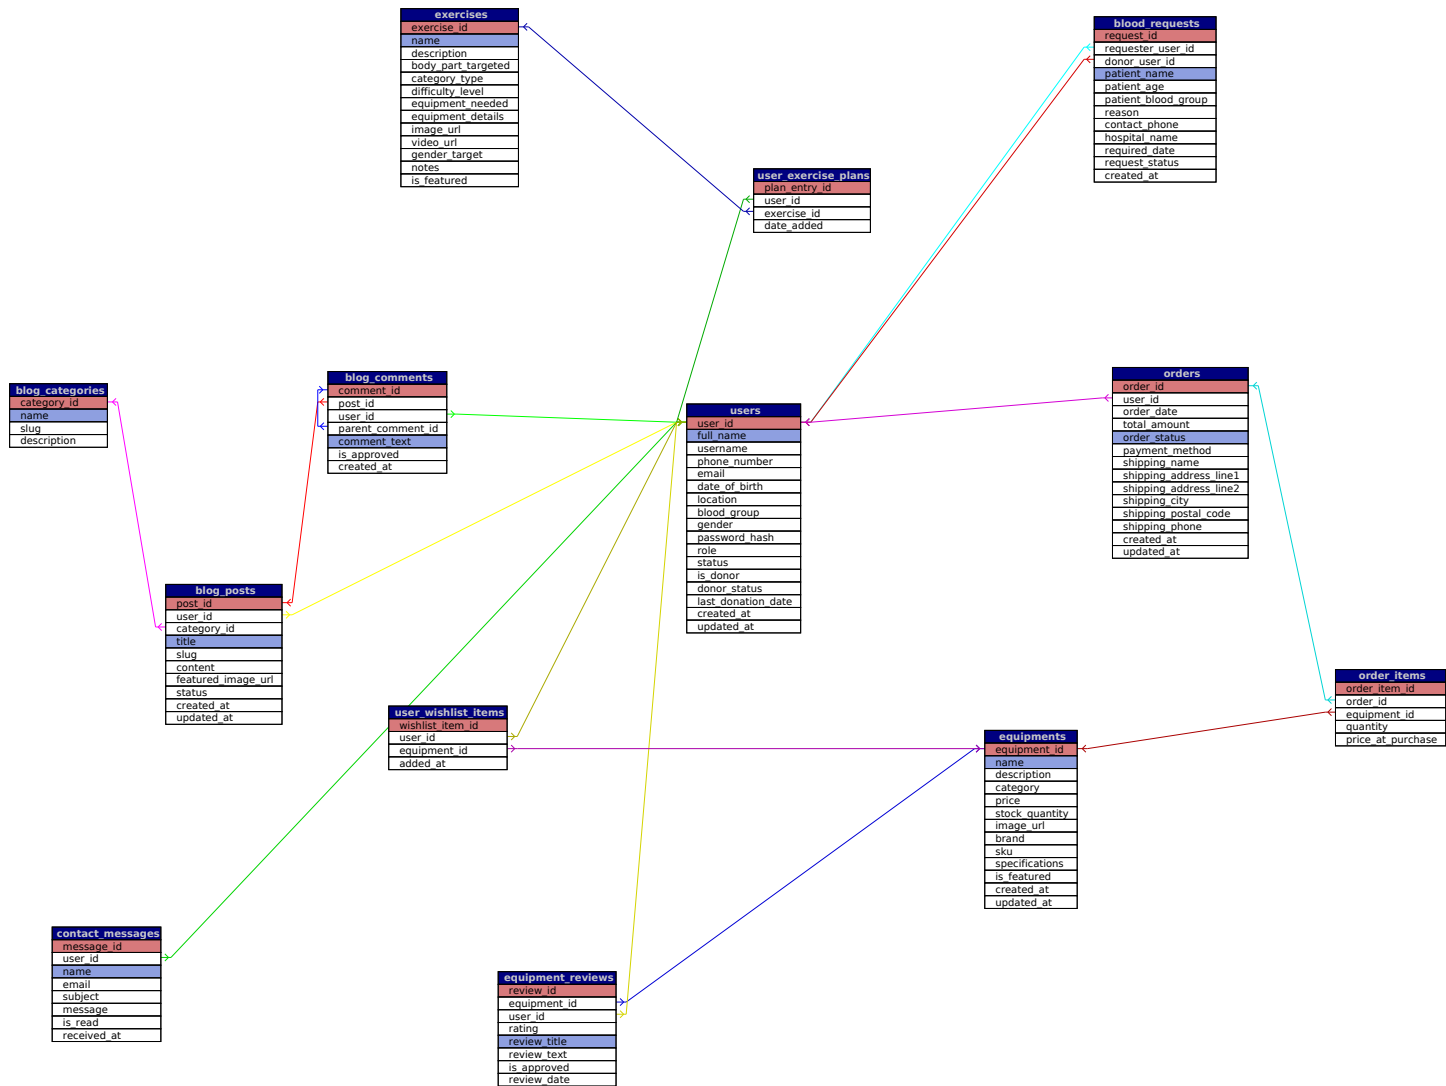 exercises
exercise_id
name
description
body_part_targeted
category_type
difficulty_level
equipment_needed
equipment_details
image_url
video_url
gender_target
notes
is_featured
blood_requests
request_id
requester_user_id
donor_user_id
patient_name
patient_age
patient_blood_group
reason
contact_phone
hospital_name
required_date
request_status
created_at
user_exercise_plans
plan_entry_id
user_id
exercise_id
date_added
blog_categories
category_id
name
slug
description
blog_comments
comment_id
post_id
user_id
parent_comment_id
comment_text
is_approved
created_at
users
user_id
full_name
username
phone_number
email
date_of_birth
location
blood_group
gender
password_hash
role
status
is_donor
donor_status
last_donation_date
created_at
updated_at
orders
order_id
user_id
order_date
total_amount
order_status
payment_method
shipping_name
shipping_address_line1
shipping_address_line2
shipping_city
shipping_postal_code
shipping_phone
created_at
updated_at
blog_posts
post_id
user_id
category_id
title
slug
content
featured_image_url
status
created_at
updated_at
user_wishlist_items
wishlist_item_id
user_id
equipment_id
added_at
equipments
equipment_id
name
description
category
price
stock_quantity
image_url
brand
sku
specifications
is_featured
created_at
updated_at
order_items
order_item_id
order_id
equipment_id
quantity
price_at_purchase
contact_messages
message_id
user_id
name
email
subject
message
is_read
received_at
equipment_reviews
review_id
equipment_id
user_id
rating
review_title
review_text
is_approved
review_date